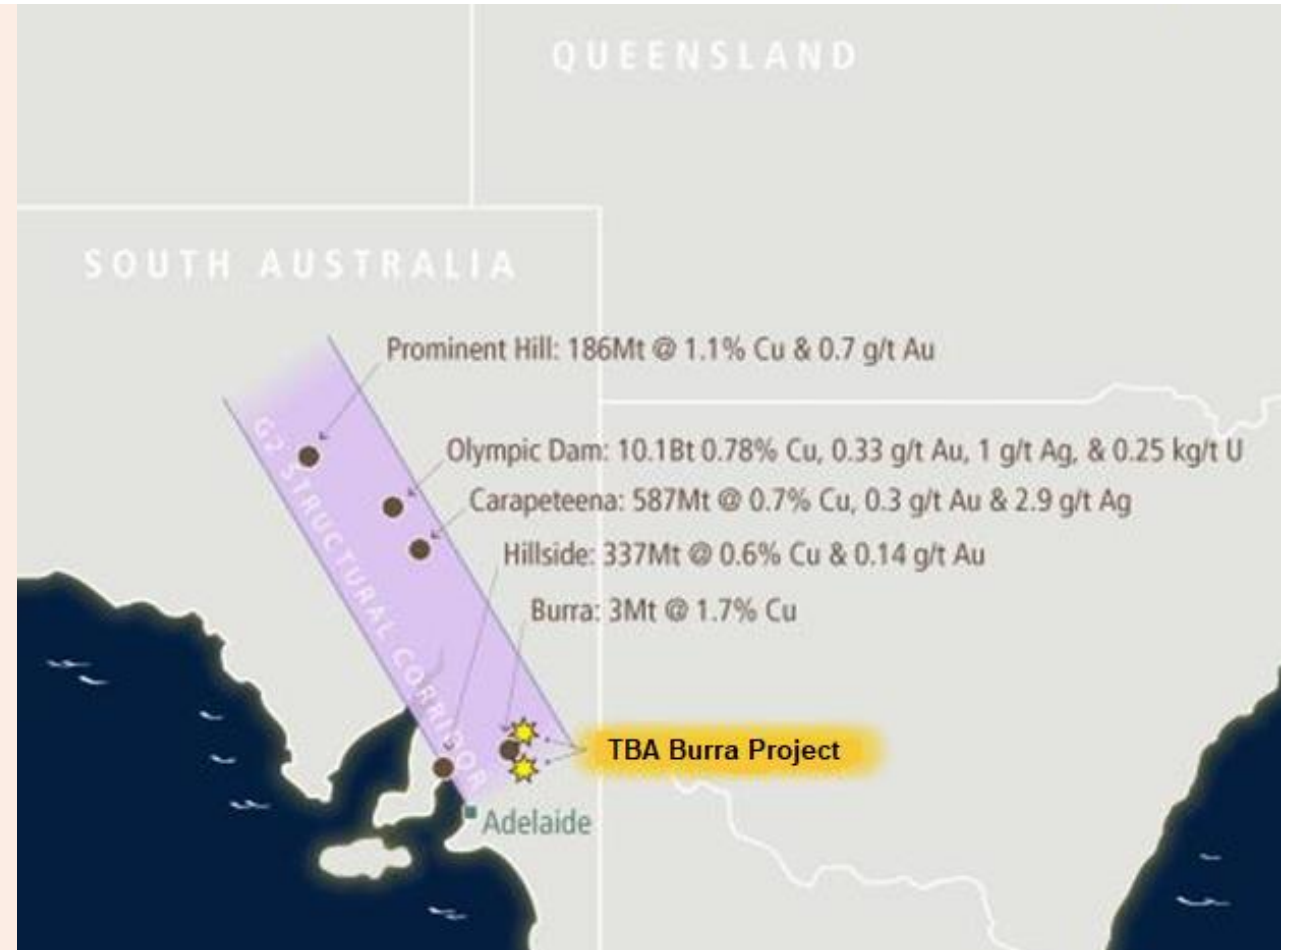 QUEENSLAND
SOUTH AUSTRALIA
Prominent Hill: 186Mt @ 1.1% Cu & 0.7 g/t Au
Olympic Dam: 10.1Bt 0.78% Cu, 0.33 g/t Au, 1 g/t Ag, & 0.25 kg/t U
Carapeteena: 587Mt @ 0.7% Cu, 0.3 g/t Au & 2.9 g/t Ag
Hillside: 337Mt @ 0.6% Cu & 0.14 g/t Au
Burra: 3Mt @ 1.7% Cu
G2 STRUCTURAL CORRIDOR
TBA Burra Project
Adelaide